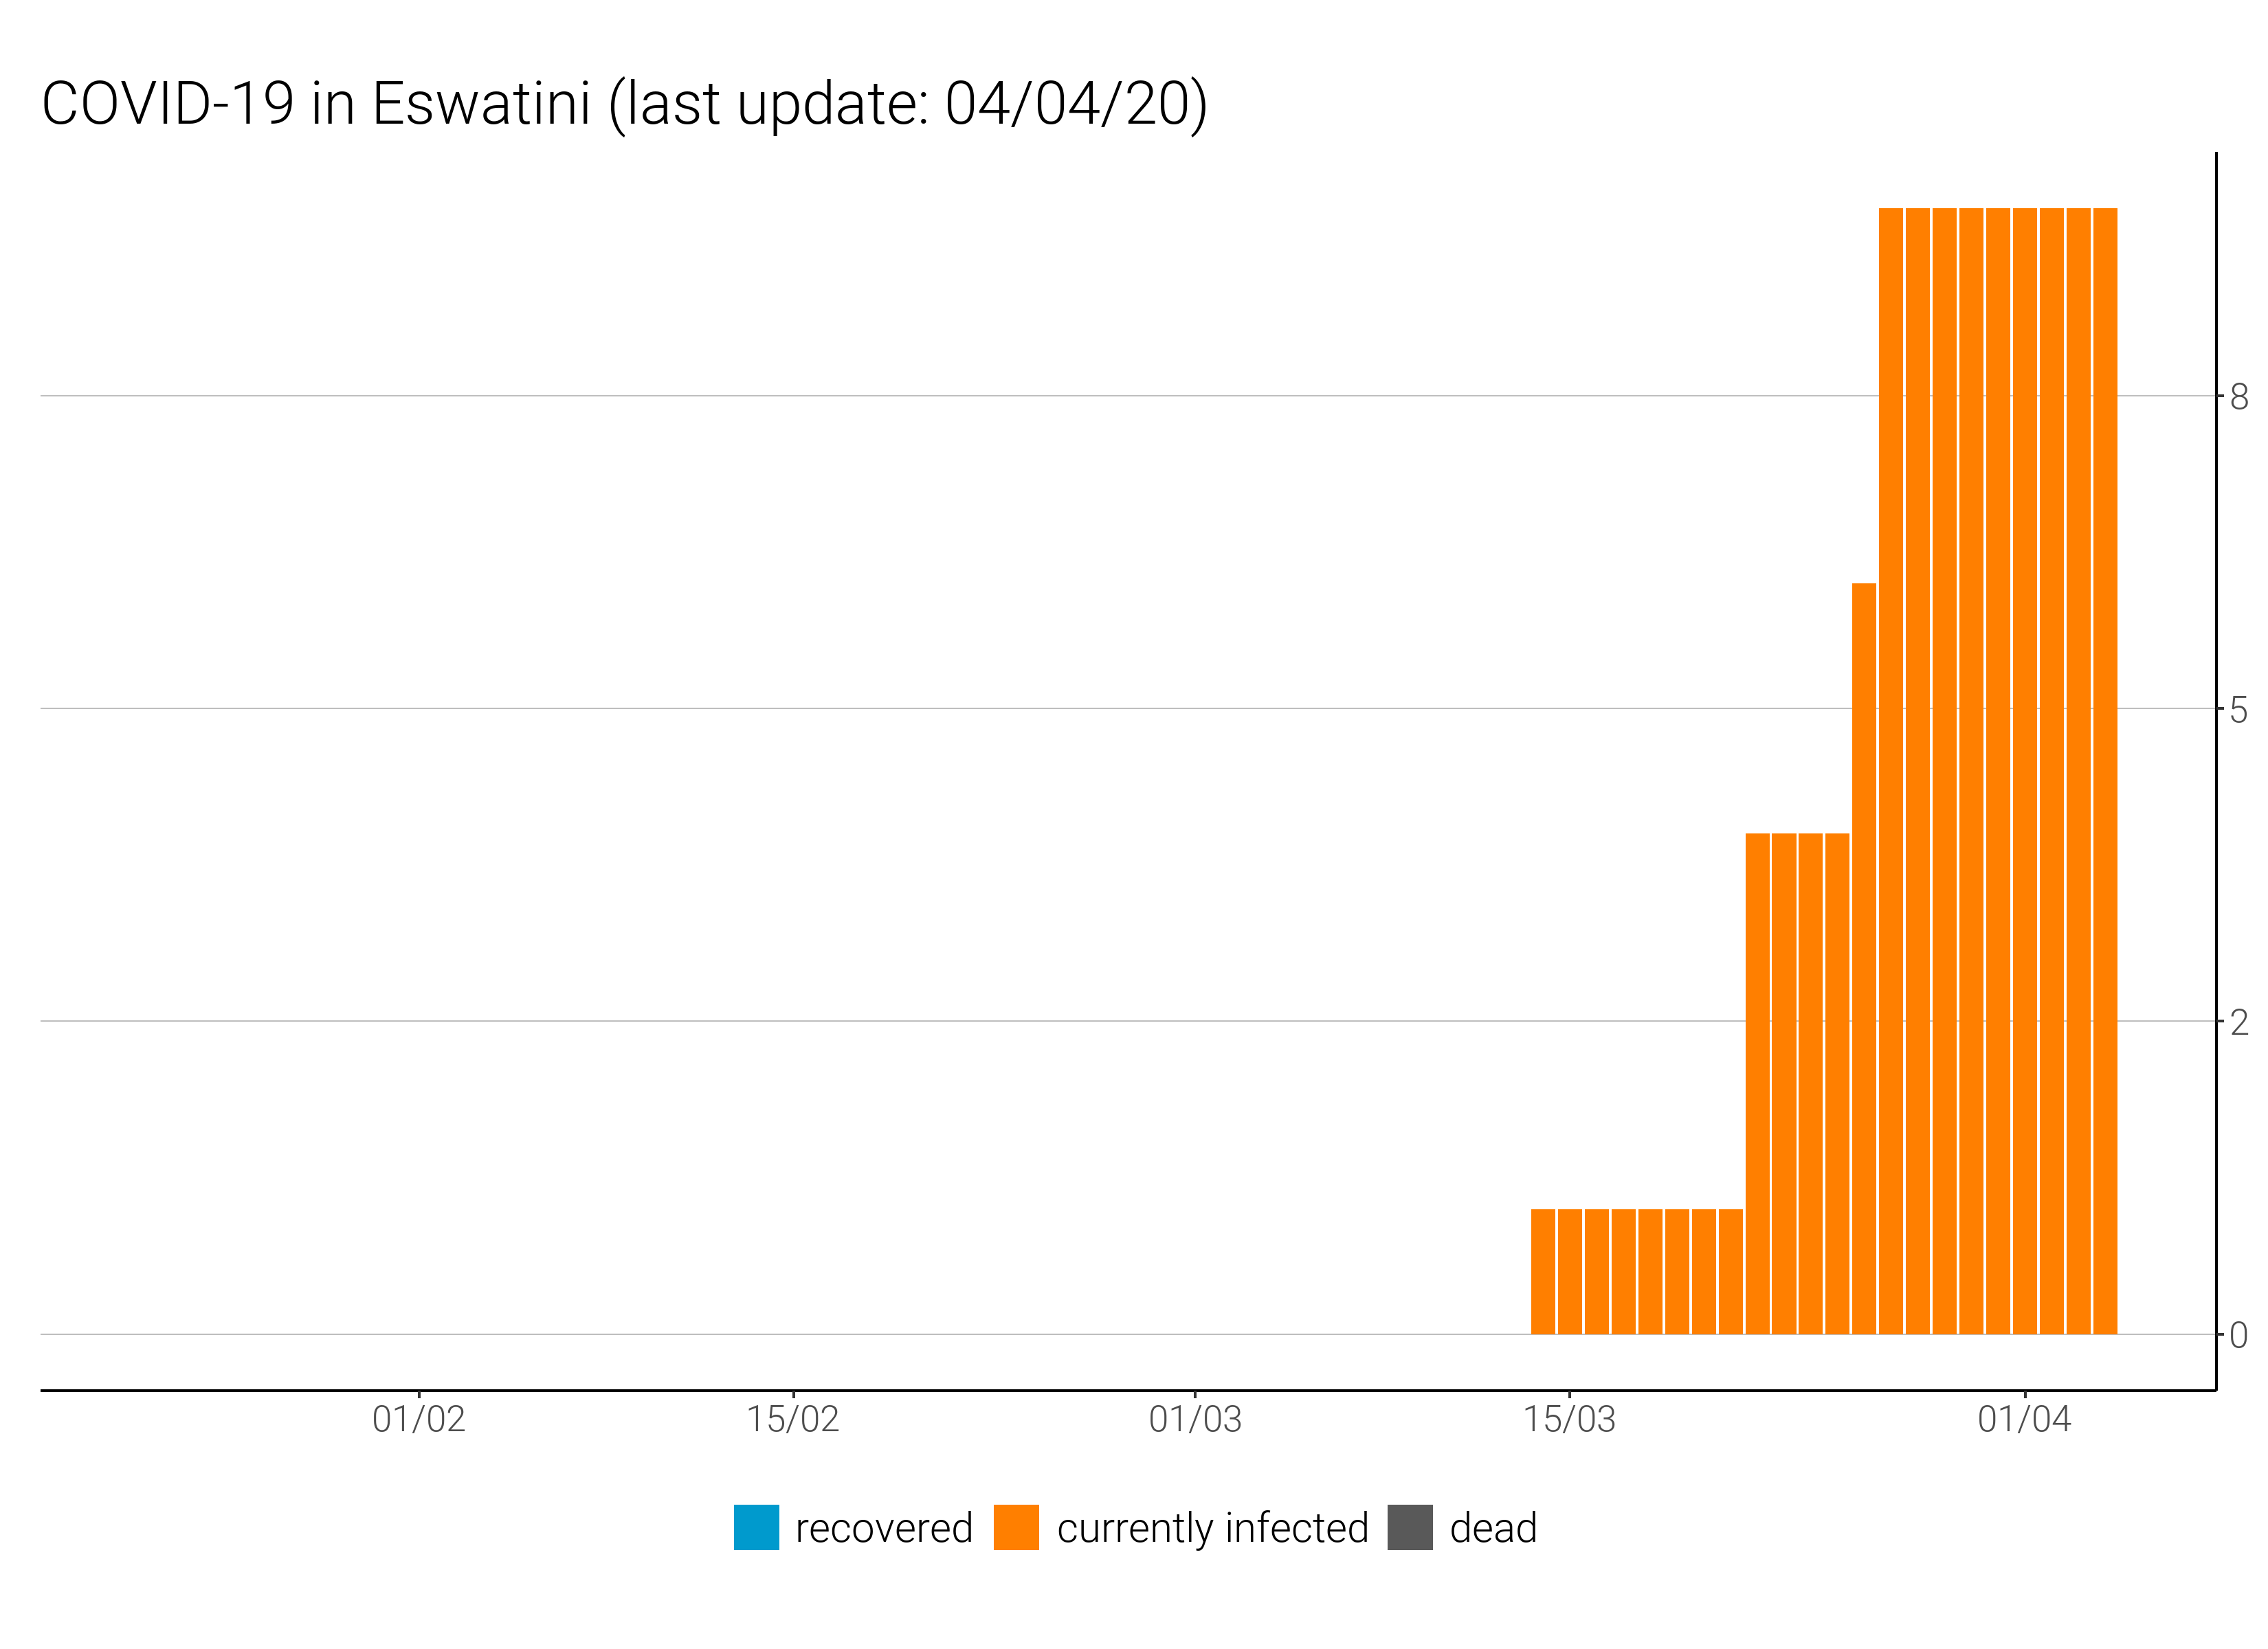 COVID-19 in Eswatini (last update: 04/04/20)
8
5
2
0
01/02 15/02 01/03 15/03 01/04
recovered currently infected dead